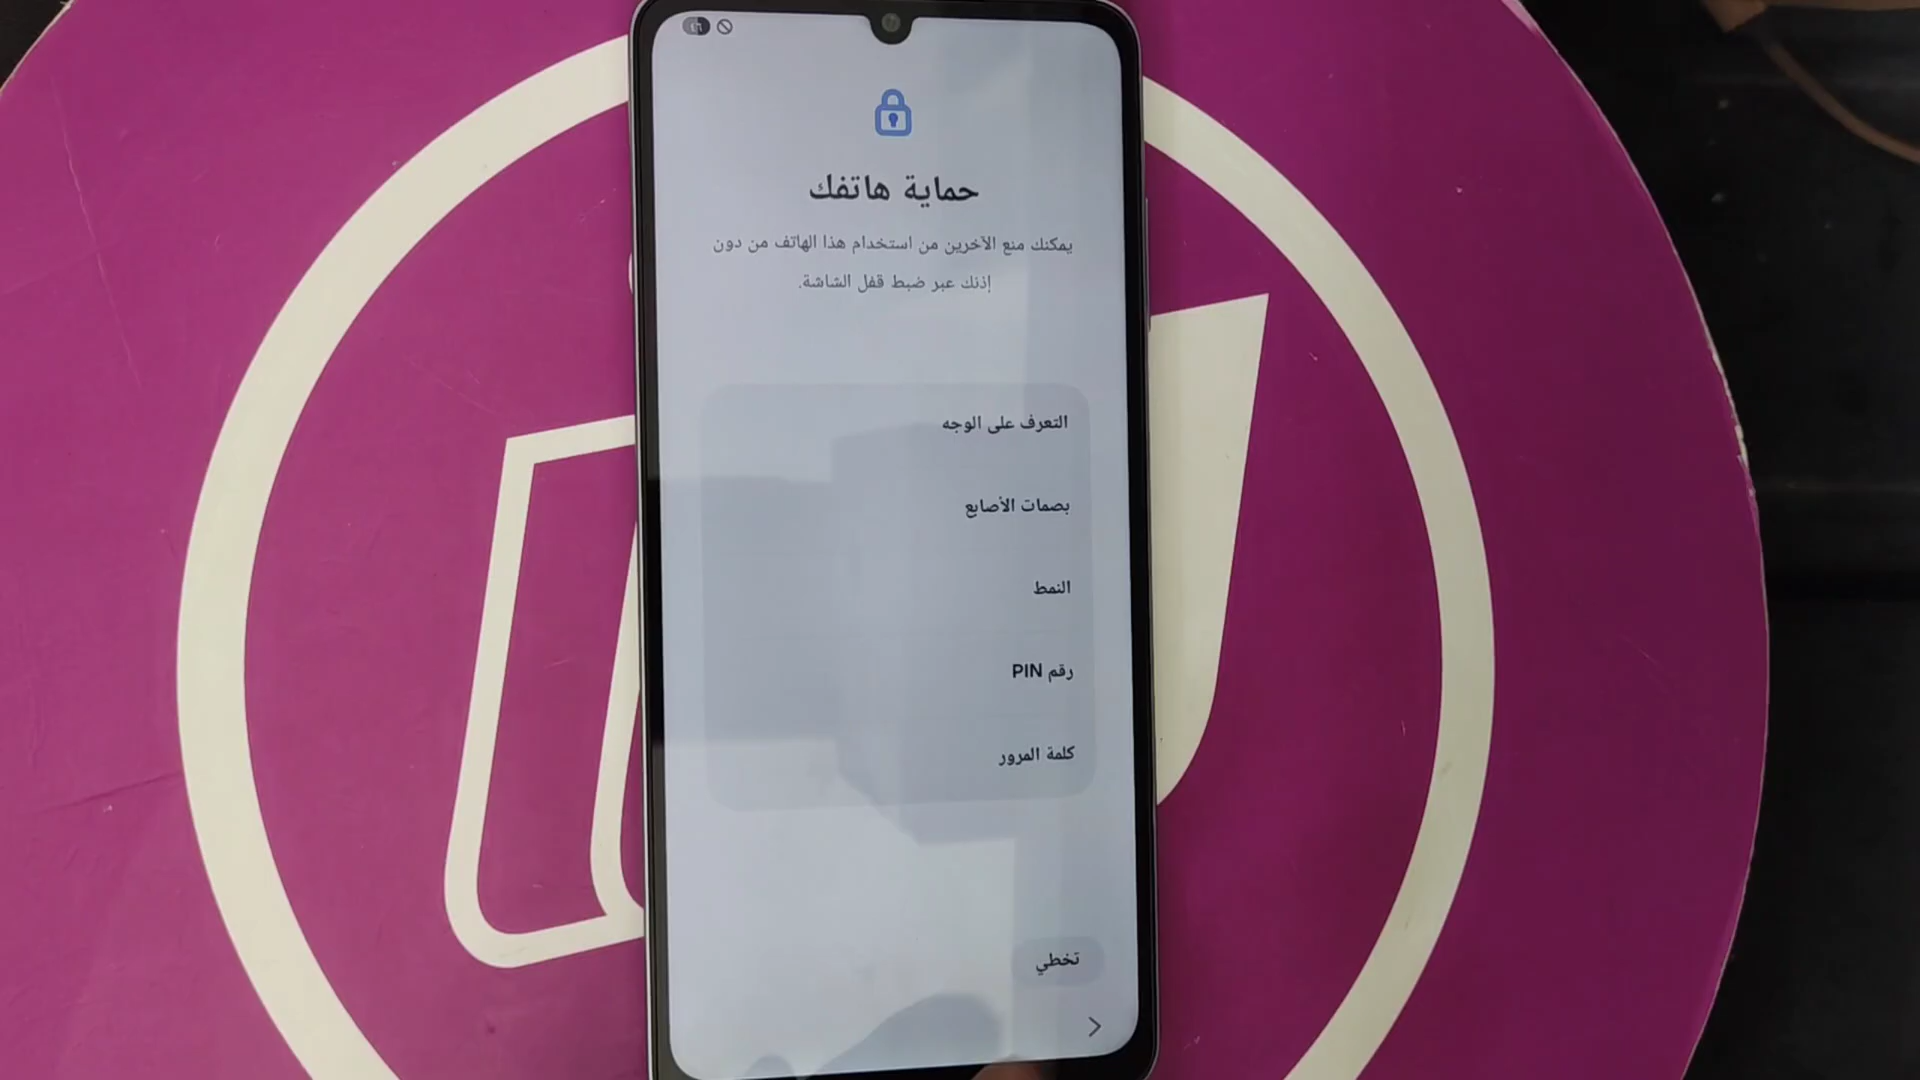 حماية هاتفك
يمكنك منع الآخرين من استخدام هذا الهاتف من دون
إذنك عبر ضبط قفل الشاشة.
التعرف على الوجه
بصمات الأصابع
النمط
رقم PIN
كلمة المرور
تخطي